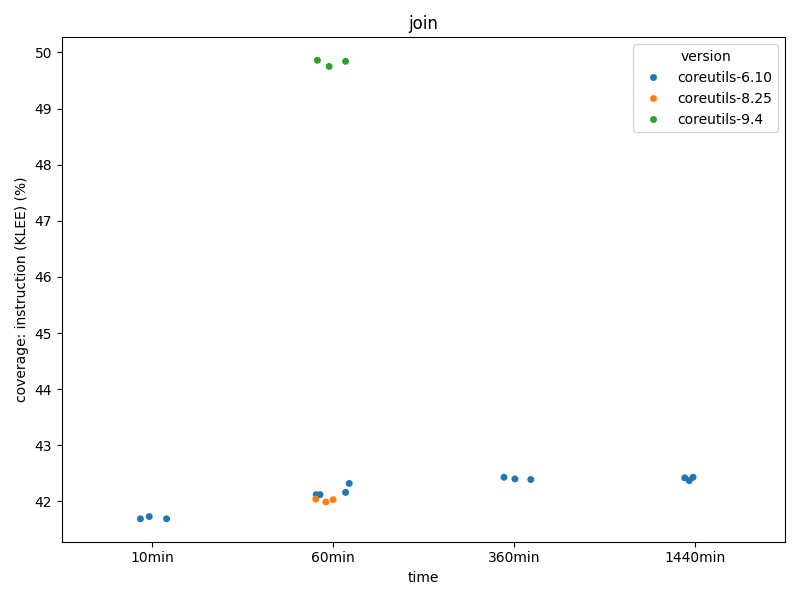 join
version
coreutils-6.10
coreutils-8.25
coreutils-9.4
coverage: instruction (KLEE) (%)
50
49
48
47
46
45
44
43
42
10min
60min
360min
1440min
time